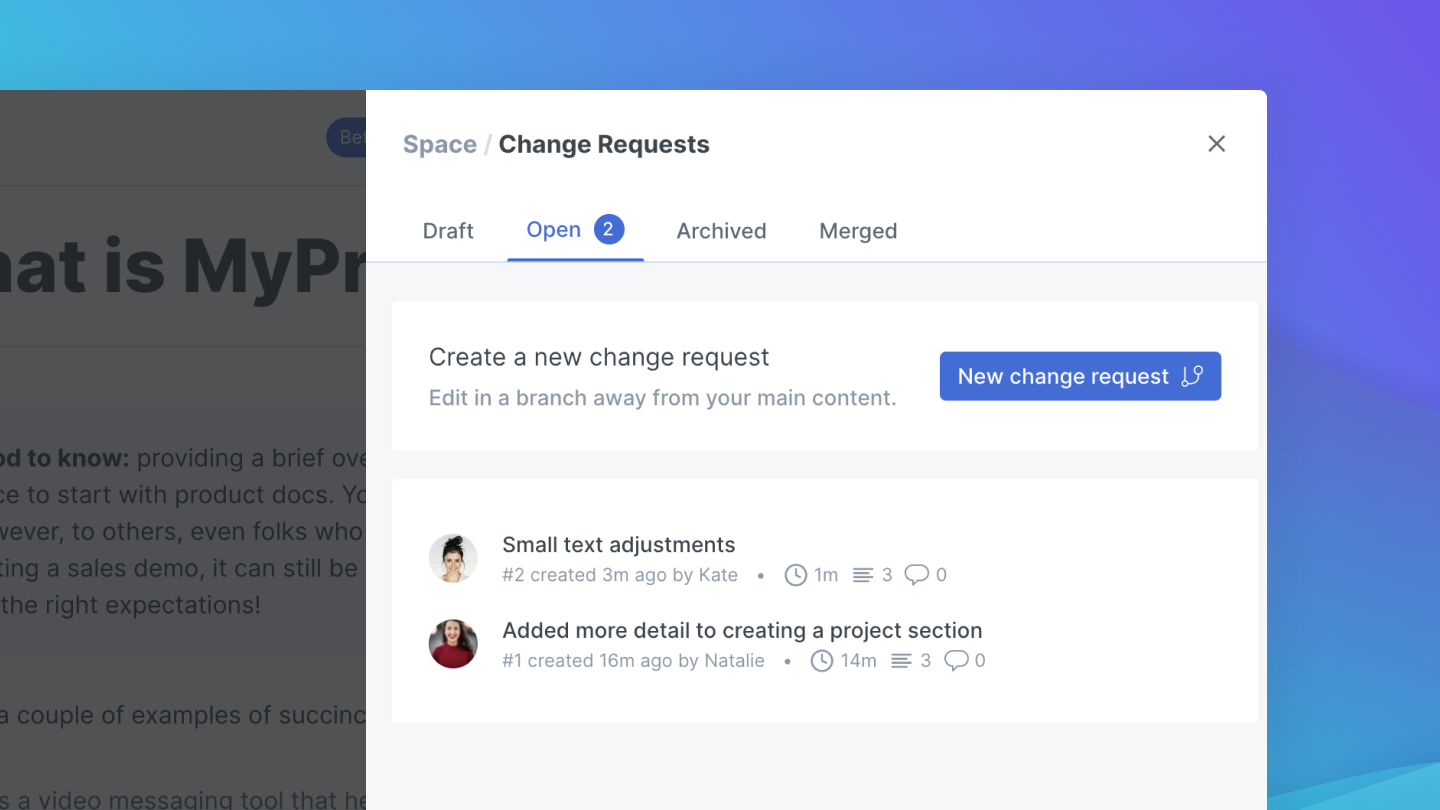 Space / Change Requests
Draft
Open 2
Archived
Merged
Create a new change request
Edit in a branch away from your main content.
New change request
Small text adjustments
#2 created 3m ago by Kate • 1m 3 0
Added more detail to creating a project section
#1 created 16m ago by Natalie • 14m 3 0
hat is MyPr
od to know: providing a brief ove
ce to start with product docs. Yo
wever, to others, even folks who
ting a sales demo, it can still be
the right expectations!
a couple of examples of succinc
s a video messaging tool that he